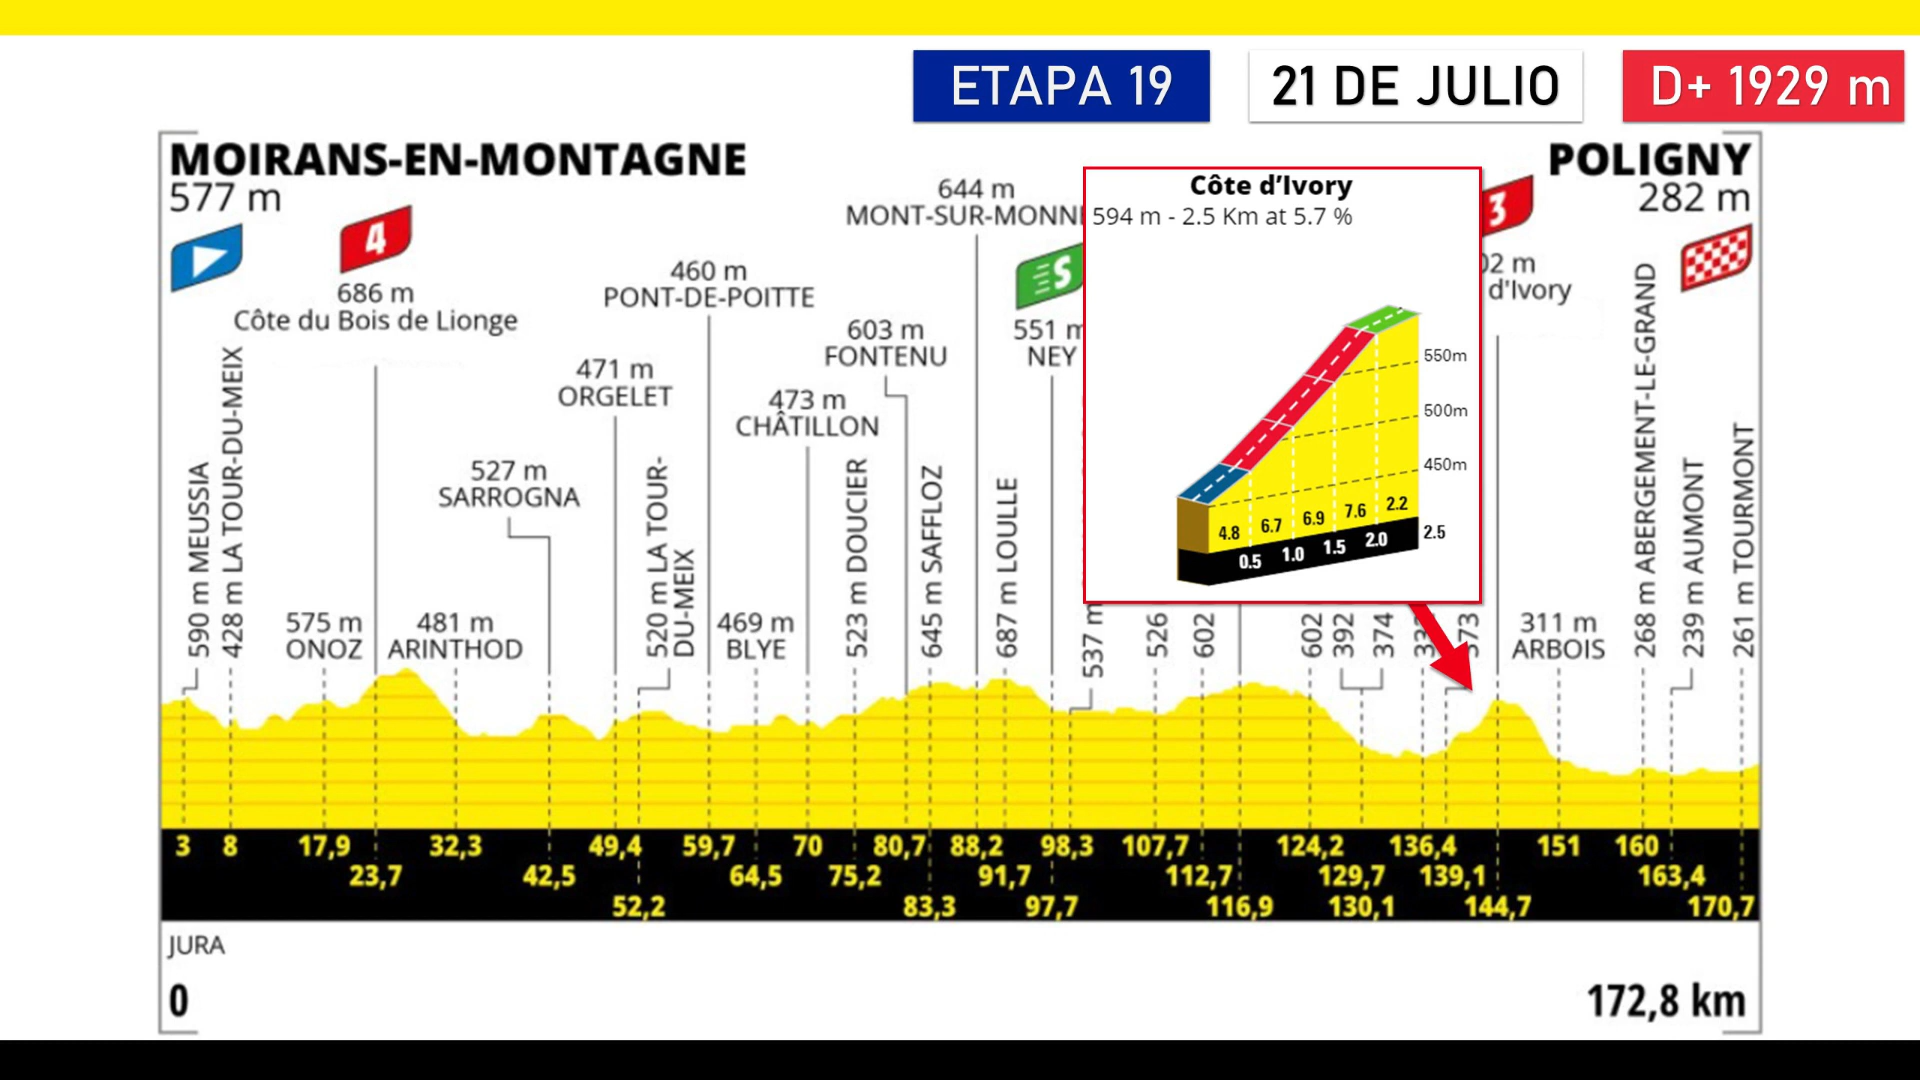 ETAPA 19
21 DE JULIO
D+ 1929 m
MOIRANS-EN-MONTAGNE
577 m
POLIGNY
282 m
4
686 m
Côte du Bois de Lionge
590 m MEUSSIA
428 m LA TOUR-DU-MEIX
575 m
ONOZ
481 m
ARINTHOD
527 m
SARROGNA
471 m
ORGELET
520 m LA TOUR-
DU-MEIX
460 m
PONT-DE-POITTE
469 m
BLYE
473 m
CHÂTILLON
523 m DOUCIER
603 m
FONTENU
645 m SAFFLOZ
644 m
MONT-SUR-MONN
687 m LOULLE
S
551 m
NEY
537 m
Côte d'Ivory
594 m - 2.5 Km at 5.7 %
550m
500m
450m
4.8 6.7 6.9 7.6 2.2
0.5 1.0 1.5 2.0 2.5
526
602
602
392
374
573
3
02 m
d'Ivory
311 m
ARBOIS
268 m ABERGEMENT-LE-GRAND
239 m AUMONT
261 m TOURMONT
3 8 17,9 32,3 49,4 59,7 70 80,7 88,2 98,3 107,7 124,2 136,4 151 160
23,7 42,5 64,5 75,2 91,7 112,7 129,7 139,1 163,4
52,2 83,3 97,7 116,9 130,1 144,7 170,7
JURA
0
172,8 km